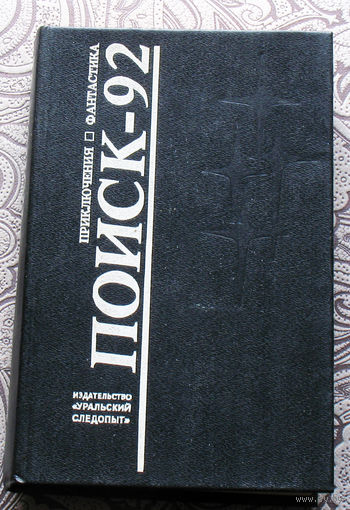 ПРИКЛЮЧЕНИЯ □ ФАНТАСТИКА
ПОИСК-92
ИЗДАТЕЛЬСТВО
«УРАЛЬСКИЙ
СЛЕДОПЫТ»